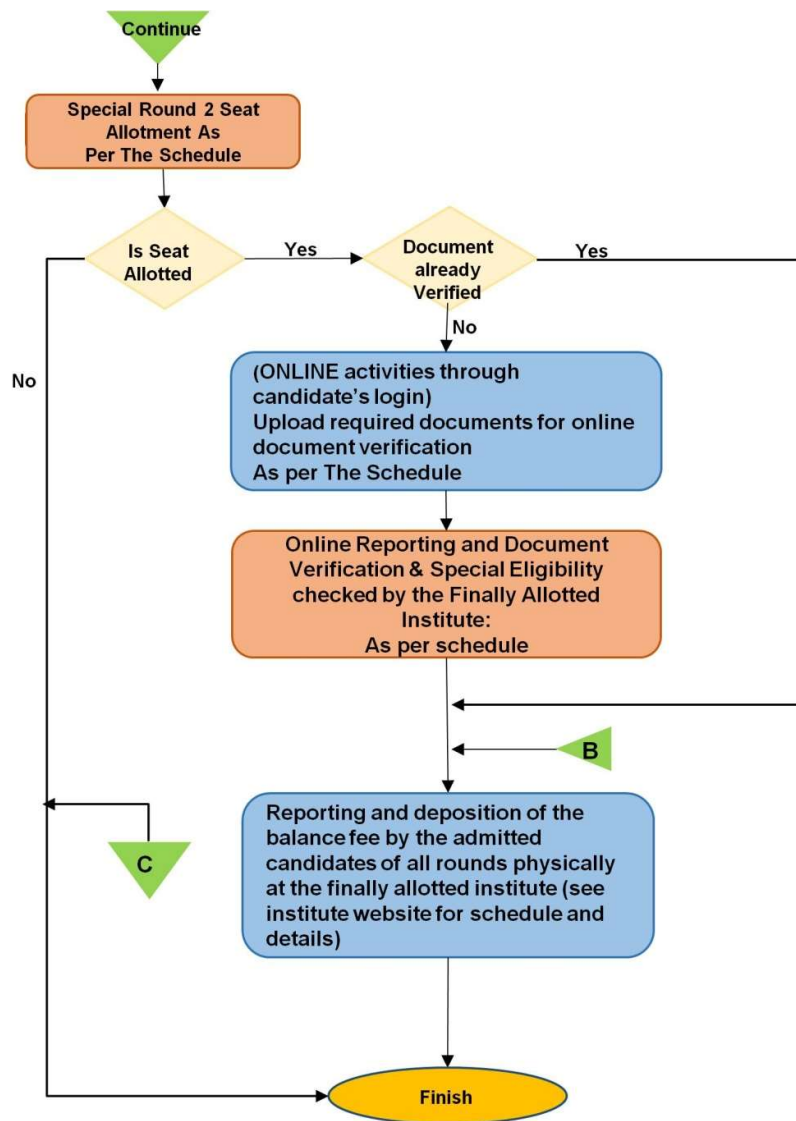 Continue
Special Round 2 Seat
Allotment As
Per The Schedule
Is Seat
Allotted
Yes
Document
already
Verified
Yes
No
No
(ONLINE activities through
candidate's login)
Upload required documents for online
document verification
As per The Schedule
Online Reporting and Document
Verification & Special Eligibility
checked by the Finally Allotted
Institute:
As per schedule
B
C
Reporting and deposition of the
balance fee by the admitted
candidates of all rounds physically
at the finally allotted institute (see
institute website for schedule and
details)
Finish